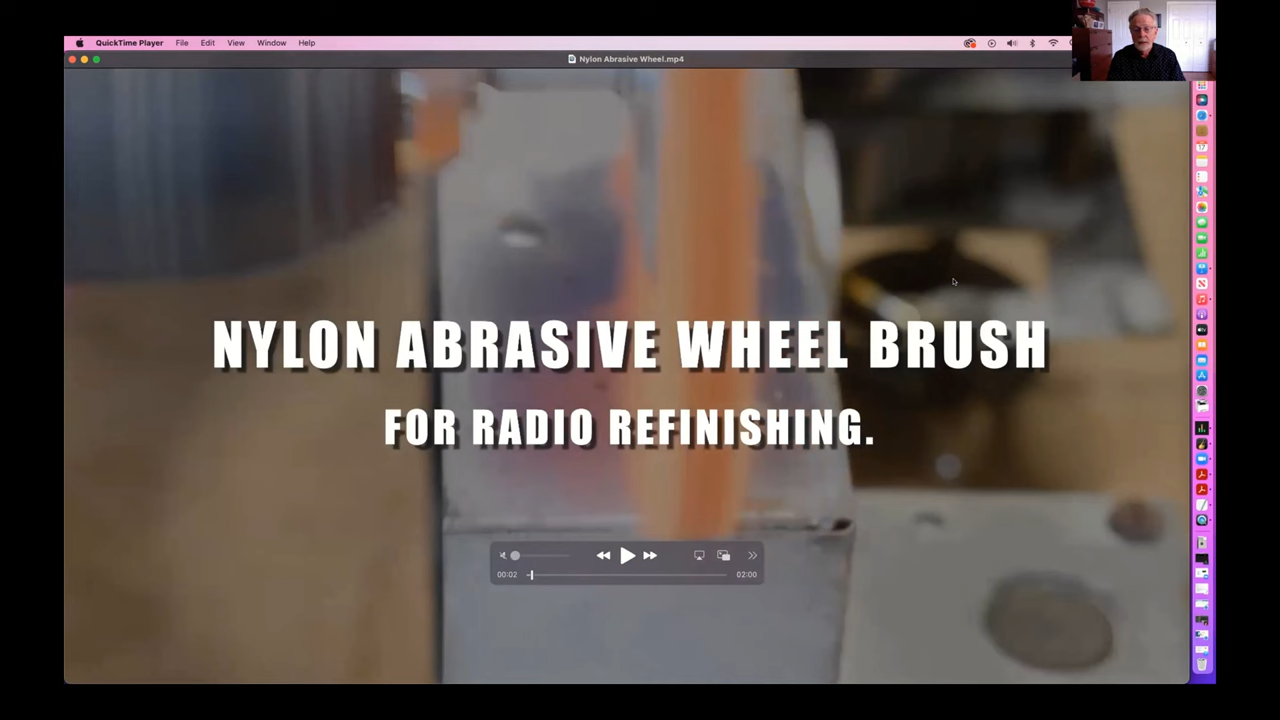 QuickTime Player File Edit View Window Help
Nylon Abrasive Wheel.mp4
NYLON ABRASIVE WHEEL BRUSH
FOR RADIO REFINISHING.
00:02 02:00